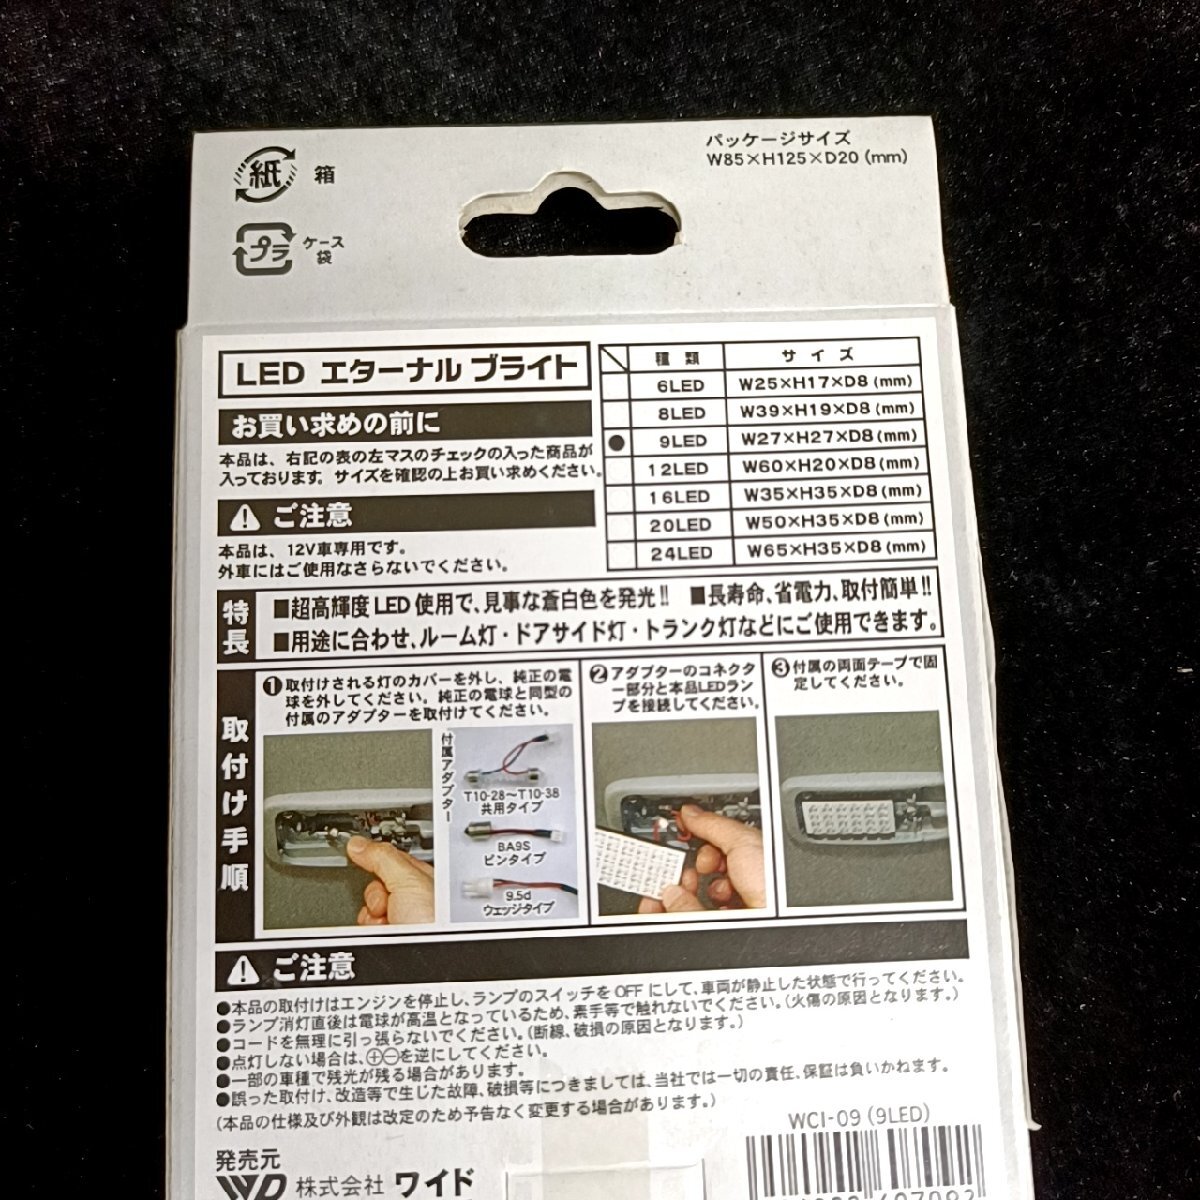 紙 箱
プラ ケース
袋
パッケージサイズ
W85×H125×D20(mm)
LED エターナル ブライト
お買い求めの前に
本品は、右記の表の左マスのチェックの入った商品が
入っております。サイズを確認の上お買い求めください。
ご注意
本品は、12V車専用です。
外車にはご使用なさらないでください。
種類 サイズ
6LED W25×H17×D8(mm)
8LED W39×H19×D8(mm)
● 9LED W27×H27×D8(mm)
12LED W60×H20×D8(mm)
16LED W35×H35×D8(mm)
20LED W50×H35×D8(mm)
24LED W65×H35×D8(mm)
特長
■超高輝度LED使用で、見事な蒼白色を発光!! ■長寿命、省電力、取付簡単!!
■用途に合わせ、ルーム灯・ドアサイド灯・トランク灯などにご使用できます。
取付け手順
❶取付けされる灯のカバーを外し、純正の電
球を外してください。純正の電球と同型の
付属のアダプターを取付けてください。
付属アダプター
T10-28〜T10-38
共用タイプ
BA9S
ピンタイプ
9.5d
ウェッジタイプ
❷アダプターのコネクタ
ー部分と本品LEDラン
プを接続してください。
❸付属の両面テープで固
定してください。
ご注意
●本品の取付けはエンジンを停止し、ランプのスイッチをOFFにして、車両が静止した状態で行ってください。
●ランプ消灯直後は電球が高温となっているため、素手等で触れないでください。(火傷の原因となります。)
●コードを無理に引っ張らないでください。(断線、破損の原因となります。)
●点灯しない場合は、⊕⊖を逆にしてください。
●一部の車種で残光が残る場合があります。
●誤った取付け、改造等で生じた故障、破損等につきましては、当社では一切の責任、保証は負いかねます。
(本品の仕様及び外観は改定のため予告なく変更する場合があります。)
WCI-09(9LED)
発売元
WD 株式会社 ワイド